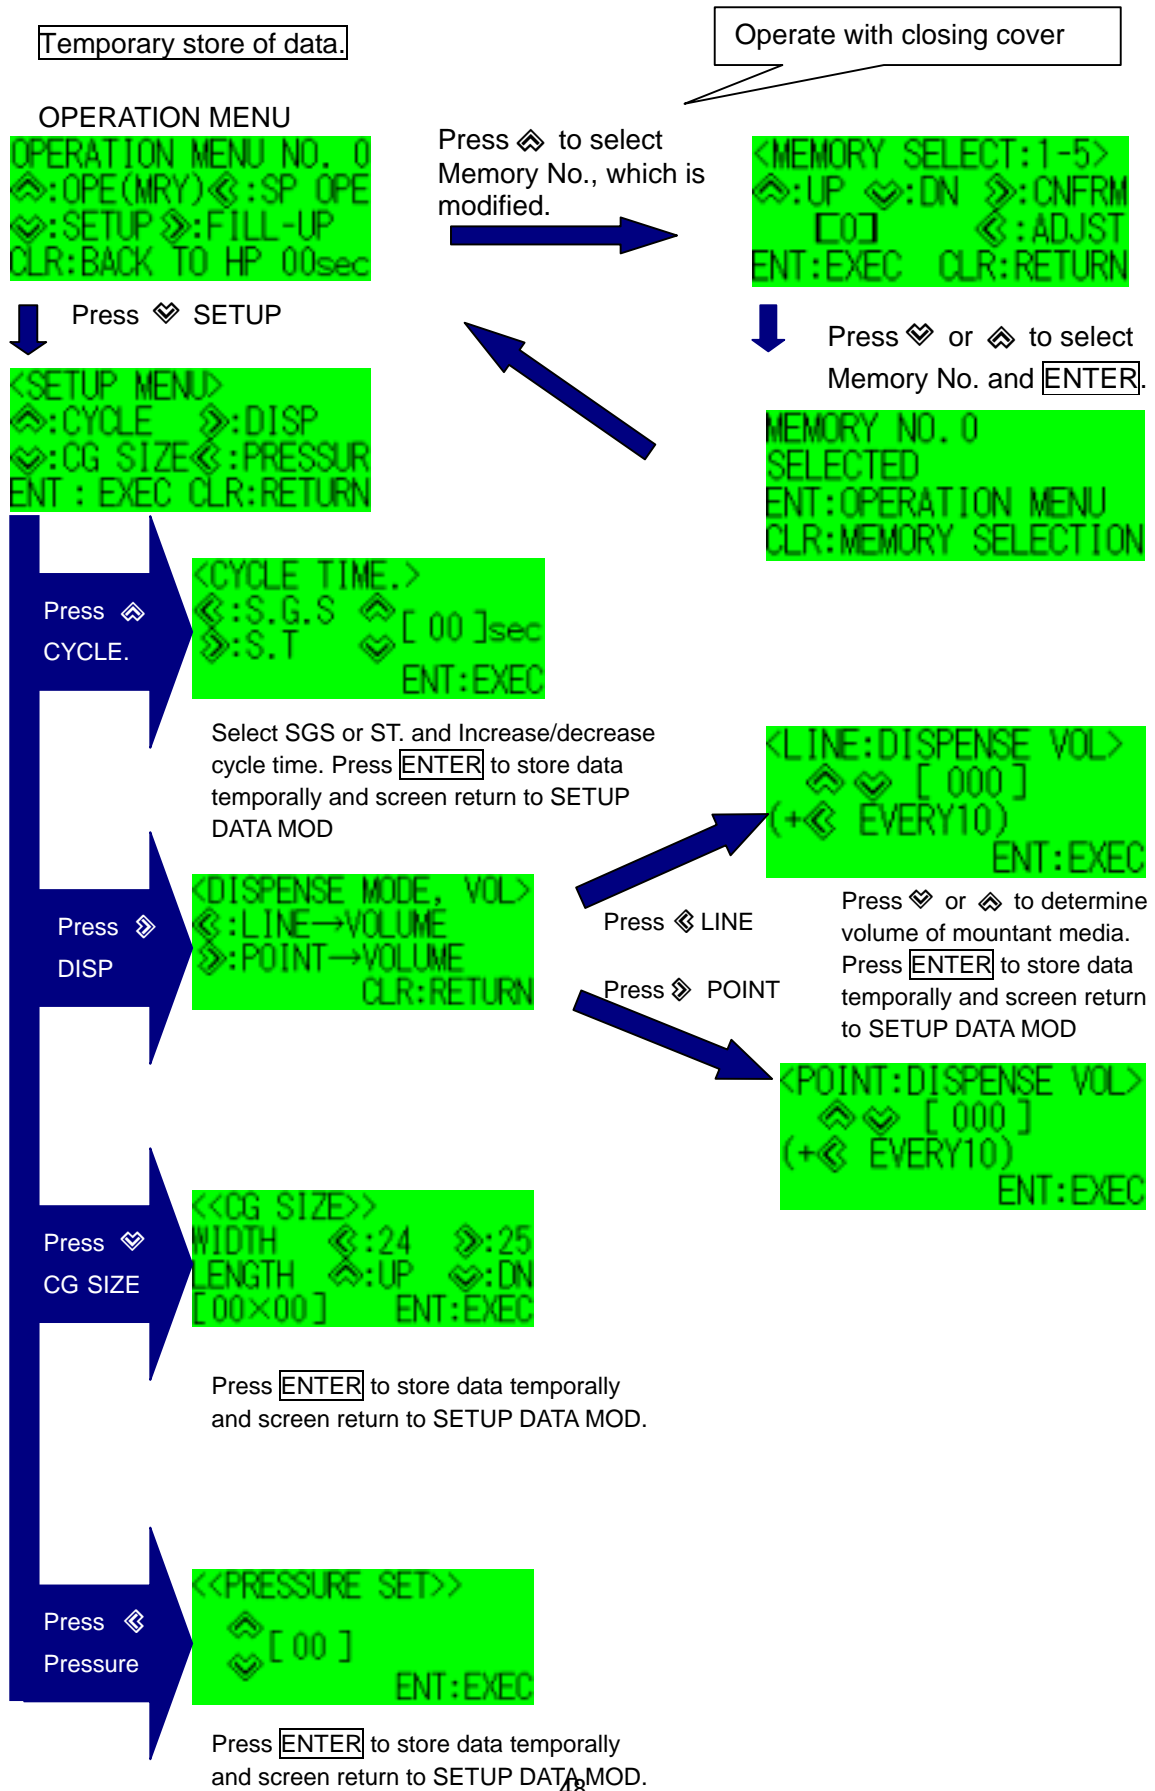 Temporary store of data.
Operate with closing cover
OPERATION MENU
OPERATION MENU NO. 0
︽:OPE(MRY)《:SP OPE
︾:SETUP》:FILL-UP
CLR:BACK TO HP 00sec
Press ︽ to select
Memory No., which is
modified.
<MEMORY SELECT:1-5>
︽:UP ︾:DN 》:CNFRM
[0] 《:ADJST
ENT:EXEC CLR:RETURN
Press ︾ SETUP
Press ︾ or ︽ to select
Memory No. and ENTER.
<SETUP MENU>
︽:CYCLE 》:DISP
︾:CG SIZE《:PRESSUR
ENT : EXEC CLR:RETURN
MEMORY NO. 0
SELECTED
ENT:OPERATION MENU
CLR:MEMORY SELECTION
Press ︽
CYCLE.
<CYCLE TIME.>
《:S.G.S ︽
[ 00 ]sec
》:S.T ︾
ENT:EXEC
Select SGS or ST. and Increase/decrease
cycle time. Press ENTER to store data
temporally and screen return to SETUP
DATA MOD
<LINE:DISPENSE VOL>
︽ ︾ [ 000 ]
(+《 EVERY10)
ENT:EXEC
Press 》
DISP
<DISPENSE MODE, VOL>
《:LINE→VOLUME
》:POINT→VOLUME
CLR:RETURN
Press 《 LINE
Press 》 POINT
Press ︾ or ︽ to determine
volume of mountant media.
Press ENTER to store data
temporally and screen return
to SETUP DATA MOD
<POINT:DISPENSE VOL>
︽ ︾ [ 000 ]
(+《 EVERY10)
ENT:EXEC
Press ︾
CG SIZE
<<CG SIZE>>
WIDTH 《:24 》:25
LENGTH ︽:UP ︾:DN
[00×00] ENT:EXEC
Press ENTER to store data temporally
and screen return to SETUP DATA MOD.
Press 《
Pressure
<<PRESSURE SET>>
︽
[ 00 ]
︾
ENT:EXEC
Press ENTER to store data temporally
and screen return to SETUP DATA MOD.
48